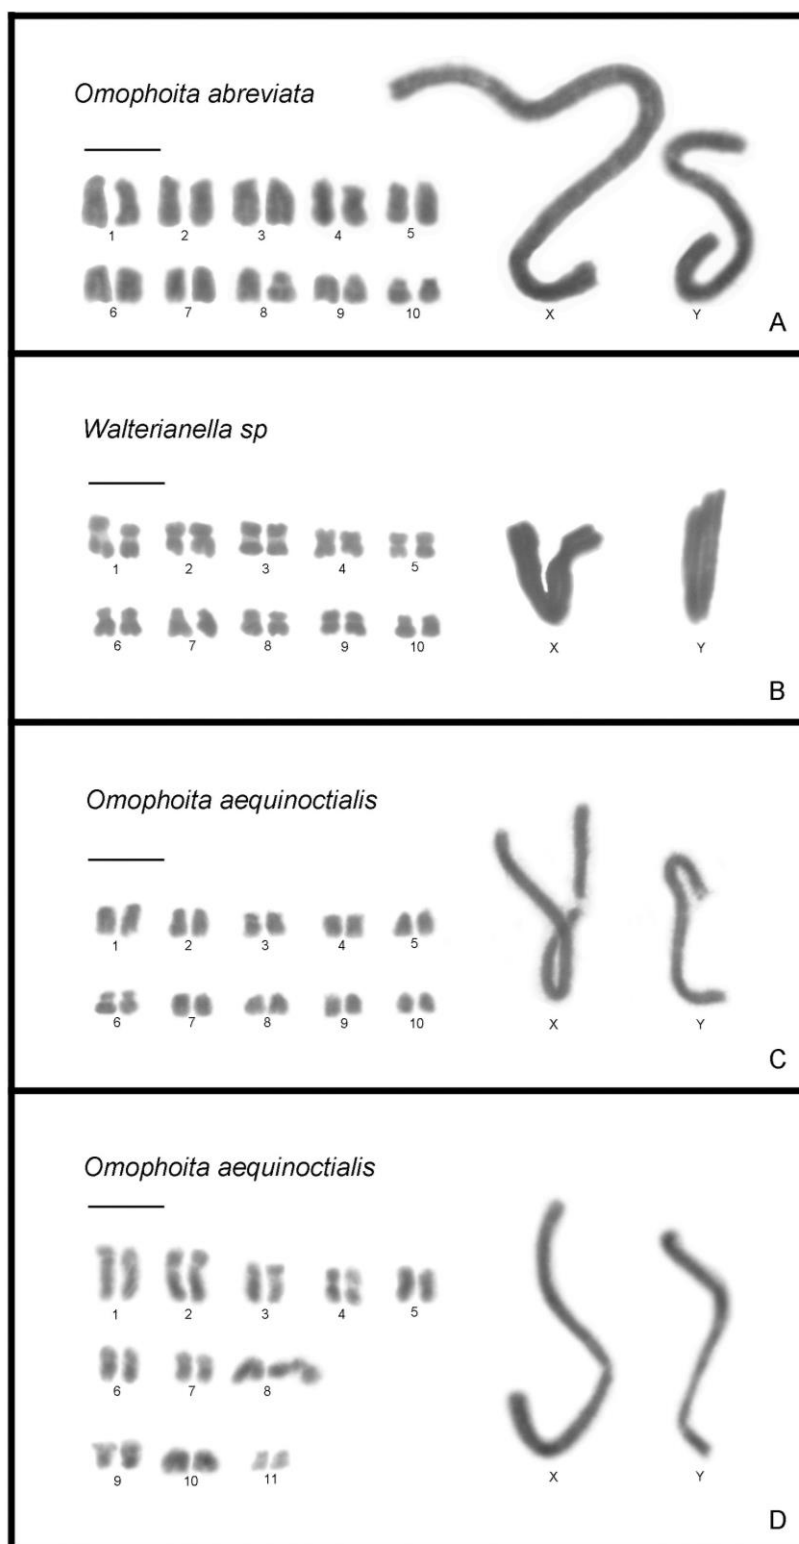 Omophoita abreviata
1 2 3 4 5
6 7 8 9 10 X Y
A
Walterianella sp
1 2 3 4 5
6 7 8 9 10 X Y
B
Omophoita aequinoctialis
1 2 3 4 5
6 7 8 9 10 X Y
C
Omophoita aequinoctialis
1 2 3 4 5
6 7 8
9 10 11 X Y
D